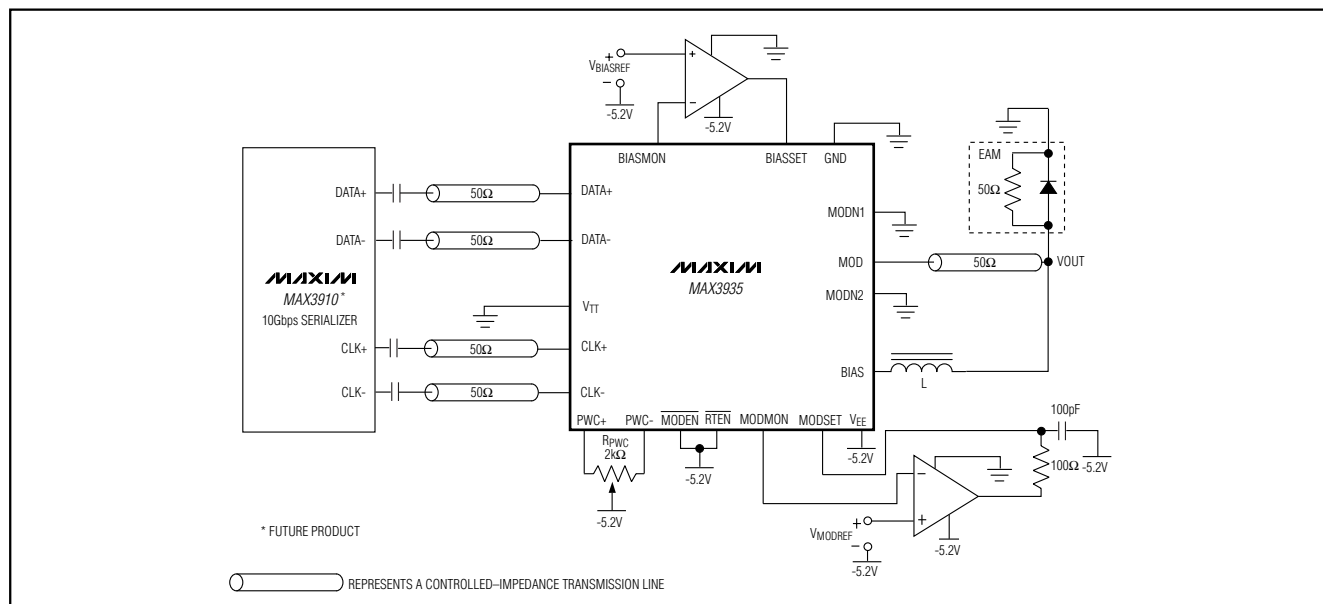 VBIASREF
+
−
-5.2V
+
−
-5.2V
BIASMON
BIASSET
GND
EAM
50Ω
DATA+
50Ω
DATA+
DATA-
50Ω
DATA-
MODN1
MAXIM
MAX3910*
10Gbps SERIALIZER
MAXIM
MAX3935
MOD
50Ω
VOUT
MODN2
VTT
CLK+
50Ω
CLK+
BIAS
L
CLK-
50Ω
CLK-
PWC+
PWC-
MODEN
RTEN
MODMON
MODSET
VEE
-5.2V
100pF
-5.2V
RPWC
2kΩ
-5.2V
-5.2V
100Ω
−
+
-5.2V
VMODREF
+
−
-5.2V
* FUTURE PRODUCT
REPRESENTS A CONTROLLED–IMPEDANCE TRANSMISSION LINE